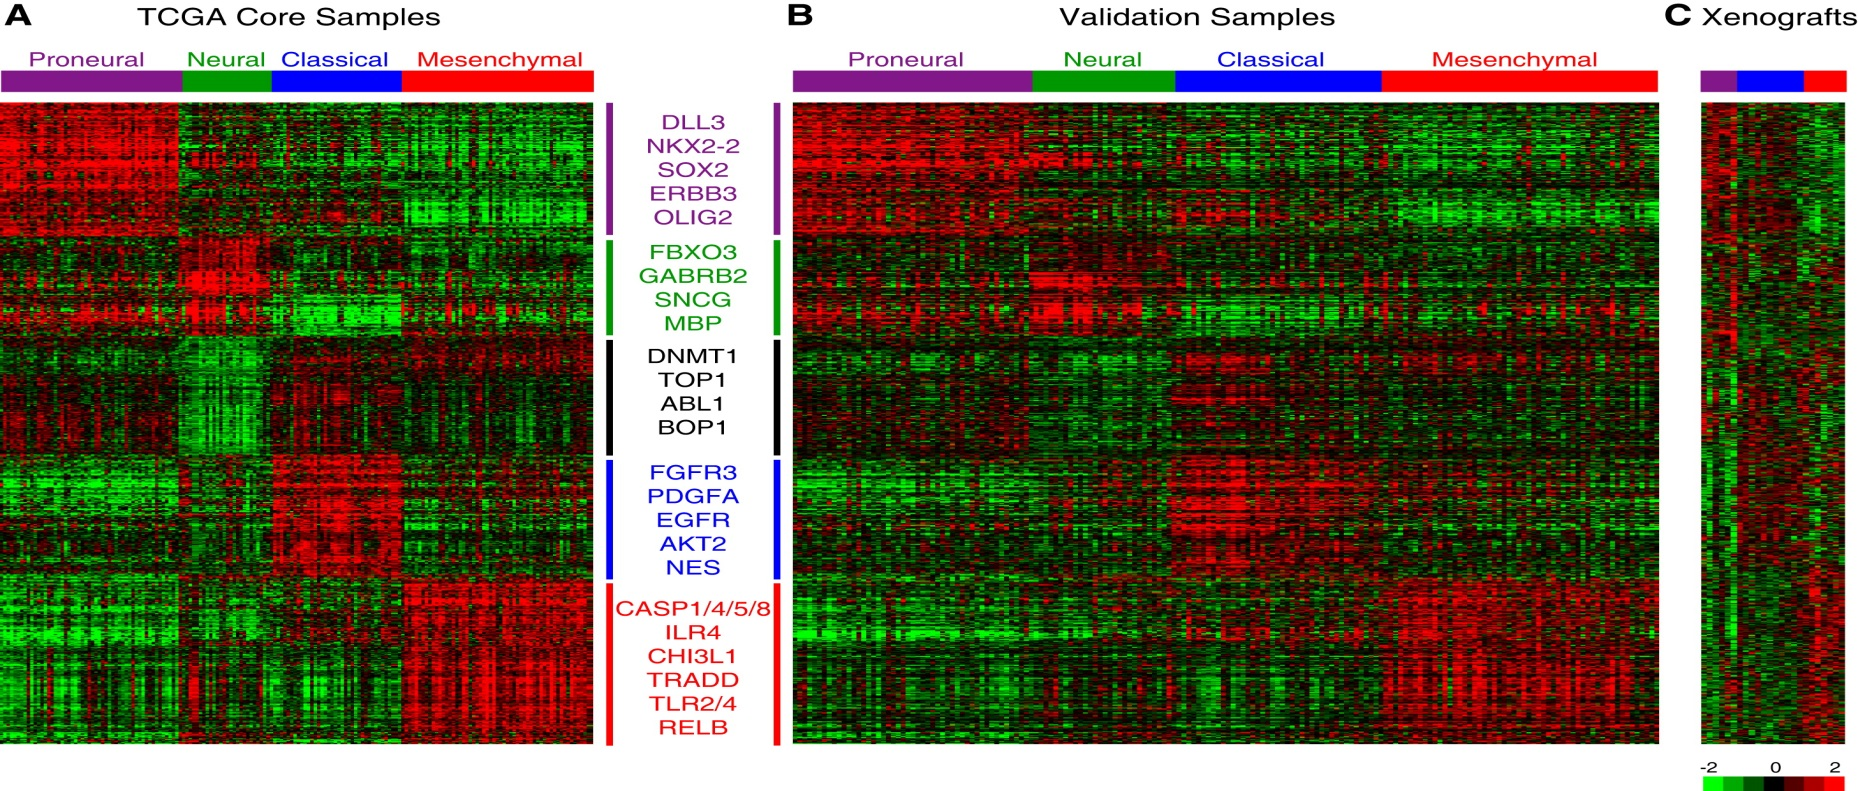 A TCGA Core Samples
Proneural Neural Classical Mesenchymal
B Validation Samples
Proneural Neural Classical Mesenchymal
C Xenografts
DLL3
NKX2-2
SOX2
ERBB3
OLIG2
FBXO3
GABRB2
SNCG
MBP
DNMT1
TOP1
ABL1
BOP1
FGFR3
PDGFA
EGFR
AKT2
NES
CASP1/4/5/8
ILR4
CHI3L1
TRADD
TLR2/4
RELB
-2 0 2